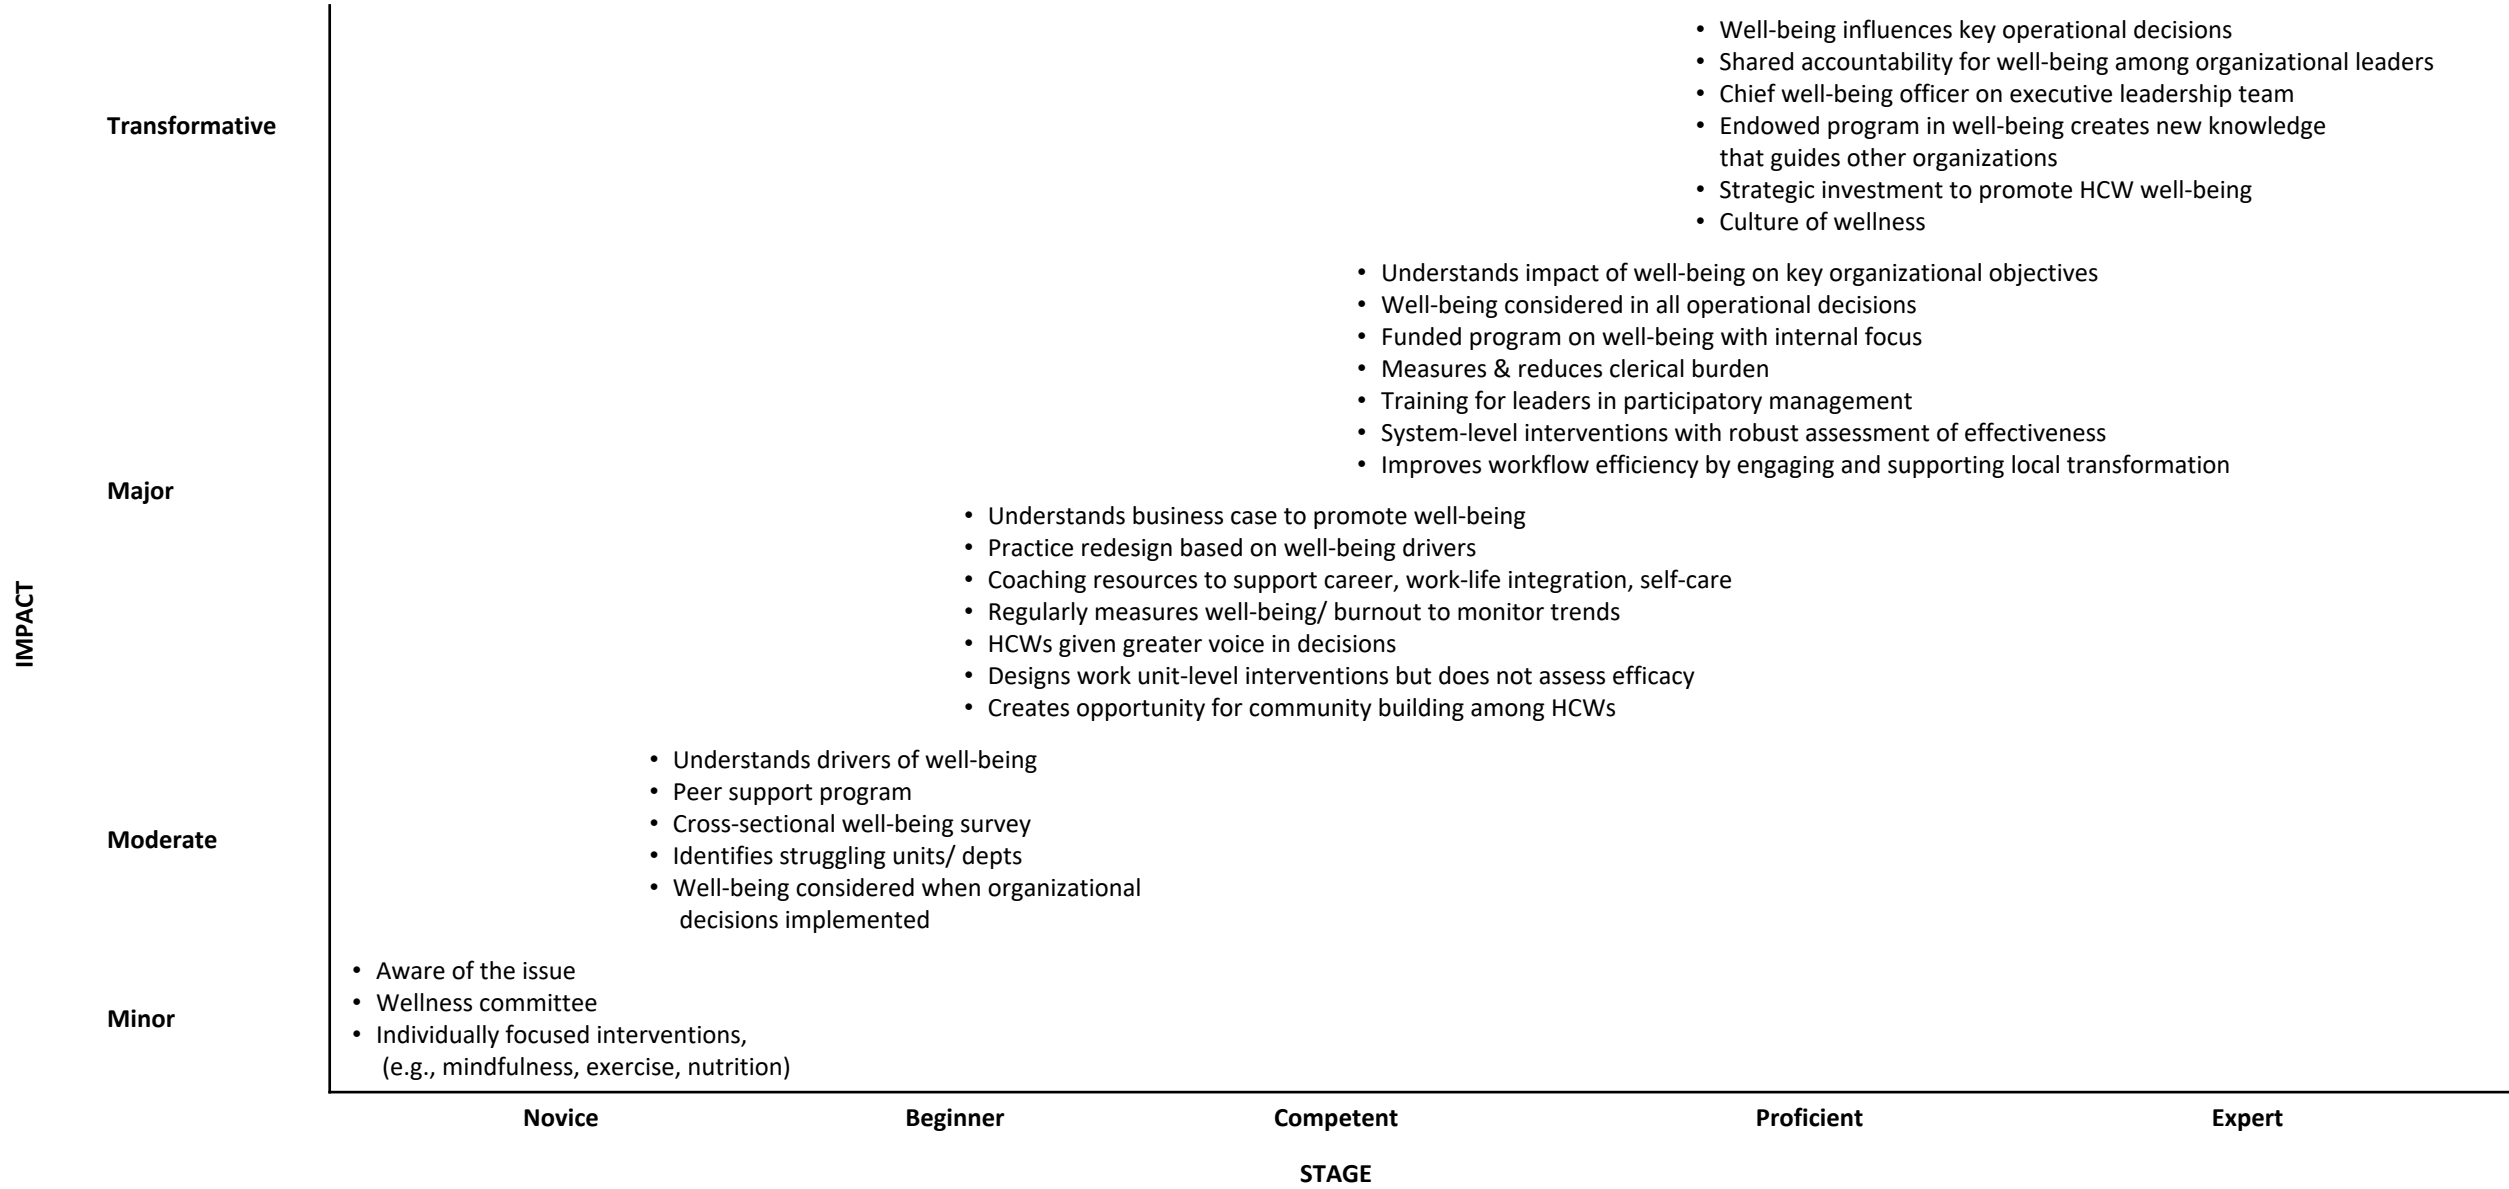 • Well-being influences key operational decisions
• Shared accountability for well-being among organizational leaders
• Chief well-being officer on executive leadership team
• Endowed program in well-being creates new knowledge
that guides other organizations
• Strategic investment to promote HCW well-being
• Culture of wellness
Transformative
• Understands impact of well-being on key organizational objectives
• Well-being considered in all operational decisions
• Funded program on well-being with internal focus
• Measures & reduces clerical burden
• Training for leaders in participatory management
• System-level interventions with robust assessment of effectiveness
• Improves workflow efficiency by engaging and supporting local transformation
Major
• Understands business case to promote well-being
• Practice redesign based on well-being drivers
• Coaching resources to support career, work-life integration, self-care
• Regularly measures well-being/ burnout to monitor trends
• HCWs given greater voice in decisions
• Designs work unit-level interventions but does not assess efficacy
• Creates opportunity for community building among HCWs
IMPACT
• Understands drivers of well-being
• Peer support program
• Cross-sectional well-being survey
• Identifies struggling units/ depts
• Well-being considered when organizational
decisions implemented
Moderate
• Aware of the issue
• Wellness committee
• Individually focused interventions,
(e.g., mindfulness, exercise, nutrition)
Minor
Novice
Beginner
Competent
Proficient
Expert
STAGE